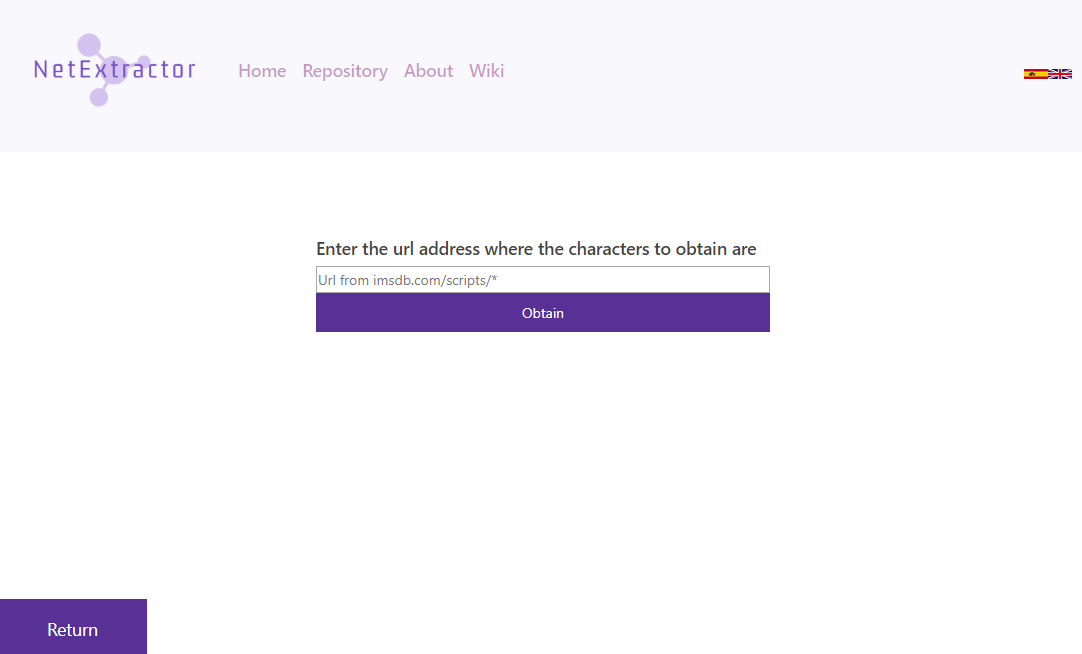 NetExtractor
Home Repository About Wiki
Enter the url address where the characters to obtain are
Url from imsdb.com/scripts/*
Obtain
Return